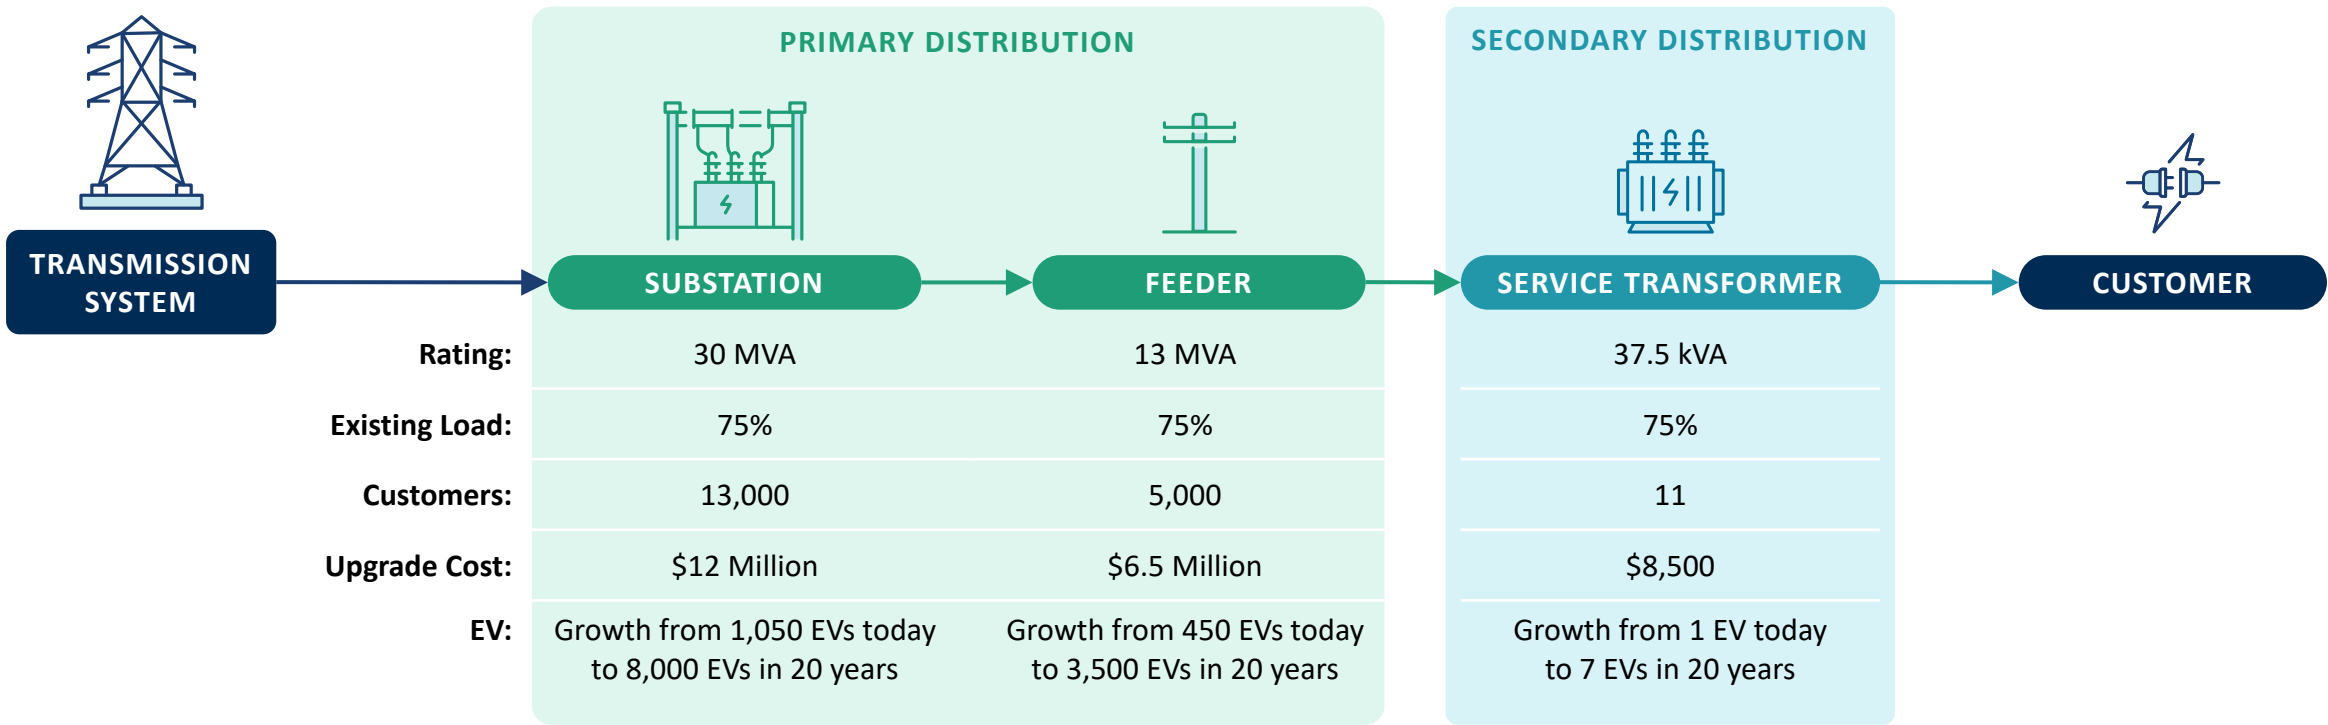 PRIMARY DISTRIBUTION
SECONDARY DISTRIBUTION
TRANSMISSION
SYSTEM
SUBSTATION
FEEDER
SERVICE TRANSFORMER
CUSTOMER
Rating:
30 MVA
13 MVA
37.5 kVA
Existing Load:
75%
75%
75%
Customers:
13,000
5,000
11
Upgrade Cost:
$12 Million
$6.5 Million
$8,500
EV:
Growth from 1,050 EVs today
to 8,000 EVs in 20 years
Growth from 450 EVs today
to 3,500 EVs in 20 years
Growth from 1 EV today
to 7 EVs in 20 years